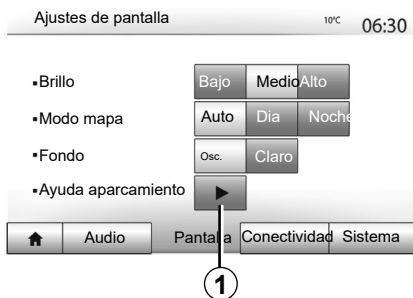 Ajustes de pantalla 10°C 06:30
▪Brillo Bajo Medio Alto
▪Modo mapa Auto Dia Noche
▪Fondo Osc. Claro
▪Ayuda aparcamiento ▶
Audio Pantalla Conectividad Sistema
1